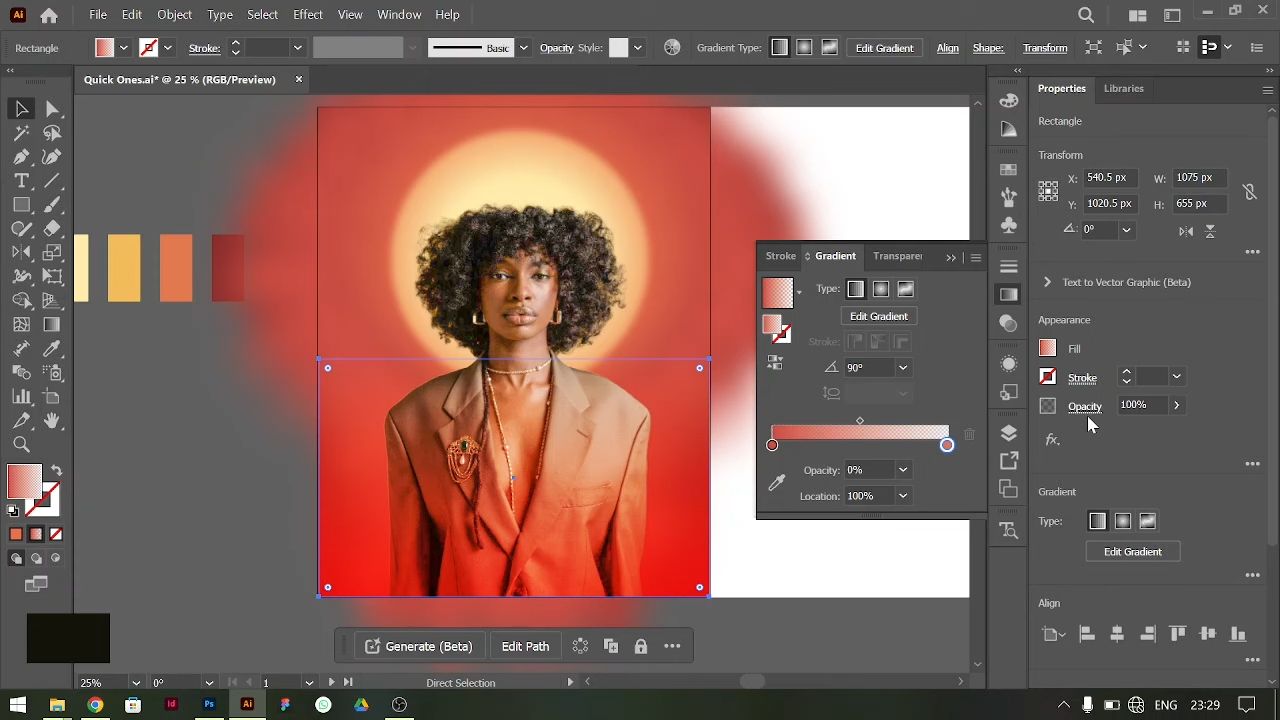 Ai File Edit Object Type Select Effect View Window Help
Rectangle Stroke: Basic Opacity Style: Gradient Type: Edit Gradient Align Shape: Transform
Quick Ones.ai* @ 25 % (RGB/Preview) ×
Properties Libraries
Rectangle
Transform
X: 540.5 px W: 1075 px
Y: 1020.5 px H: 655 px
0°
Text to Vector Graphic (Beta)
Appearance
Fill
Stroke
Opacity 100%
fx.
Gradient
Type:
Edit Gradient
Align
Stroke Gradient Transparen
Type:
Edit Gradient
Stroke:
90°
Opacity: 0%
Location: 100%
Generate (Beta) Edit Path
25% 0° 1 Direct Selection
Id Ps Ai ENG 23:29